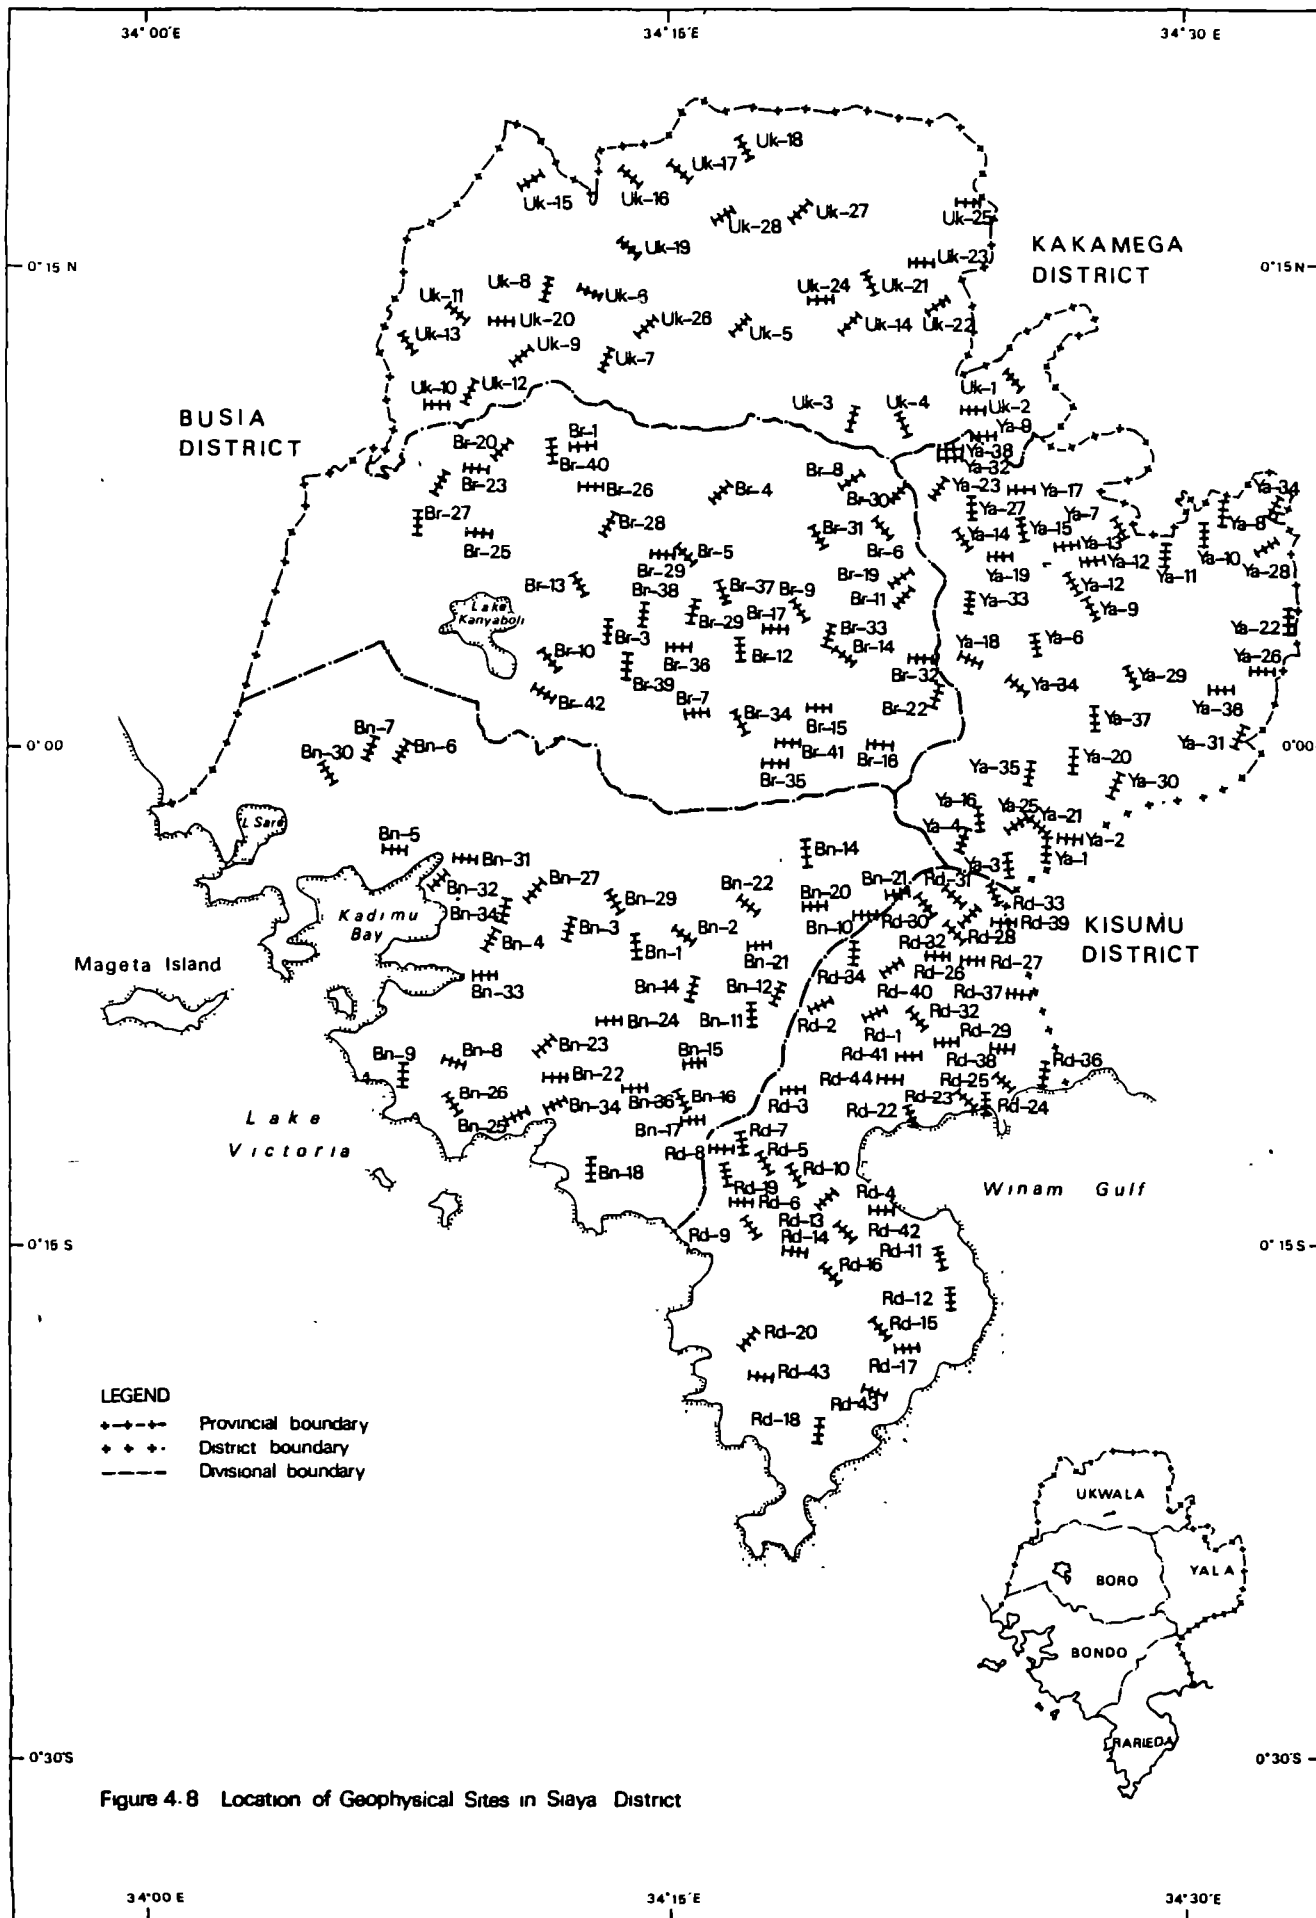 34°00'E 34°15'E 34°30'E
Uk-18
Uk-17
Uk-15 Uk-16
Uk-28 Uk-27
Uk-25
Uk-19
KAKAMEGA
DISTRICT
0°15'N 0°15'N
Uk-23
Uk-8 Uk-6 Uk-24 Uk-21
Uk-11
Uk-20 Uk-26 Uk-5 Uk-14 Uk-22
Uk-13
Uk-9 Uk-7
Uk-10 Uk-12
Uk-1
Uk-3 Uk-4 Uk-2
BUSIA
DISTRICT
Br-1 Ya-9
Br-20 Br-40 Ya-38
Ya-32
Br-23 Br-26 Br-4 Br-8 Br-30 Ya-23 Ya-17 Ya-34
Br-27 Br-28 Br-31 Ya-27 Ya-7 Ya-8
Br-25 Br-5 Br-6 Ya-14 Ya-15 Ya-13 Ya-10
Br-29 Ya-19 Ya-12 Ya-11 Ya-28
Br-13 Br-38 Br-37 Br-9 Br-19 Ya-12
Br-11 Ya-33 Ya-9
Lake
Kanyaboli
Br-29 Br-17 Ya-22
Br-3 Br-33 Ya-18 Ya-6
Br-10 Br-36 Br-12 Br-14 Ya-26
Br-39 Br-32 Ya-34 Ya-29
Br-42 Br-7 Br-22 Ya-36
Br-34 Br-15 Ya-37
0°00 0°00
Bn-7 Br-41 Br-16 Ya-31
Bn-30 Bn-6 Br-35 Ya-35 Ya-20
Ya-30
Ya-16 Ya-25 Ya-21
L Sare
Bn-5 Ya-4 Ya-2
Bn-31 Bn-14 Ya-3 Ya-1
Bn-32 Bn-27 Bn-22 Bn-21 Rd-31
Bn-34 Bn-29 Bn-20 Rd-33
Kadimu
Bay
Bn-4 Bn-3 Bn-2 Bn-10 Rd-30 Rd-39
Bn-1 Bn-21 Rd-32 Rd-28
KISUMU
DISTRICT
Mageta Island
Bn-33 Rd-34 Rd-26 Rd-27
Bn-14 Bn-12 Rd-40 Rd-37
Bn-24 Bn-11 Rd-2 Rd-1 Rd-32
Bn-23 Rd-29
Bn-9 Bn-8 Bn-15 Rd-41 Rd-38 Rd-36
Bn-22 Rd-44 Rd-25
Bn-26 Bn-36 Bn-16 Rd-3 Rd-23 Rd-24
Bn-25 Bn-34 Bn-17 Rd-22
Lake
Victoria
Rd-7
Rd-8 Rd-5
Bn-18 Rd-10
Rd-19 Rd-4
Winam Gulf
Rd-6
Rd-9 Rd-13 Rd-42
Rd-14 Rd-11
0°15'S 0°15'S
Rd-16
Rd-12
Rd-15
Rd-20
Rd-17
Rd-43
Rd-43
Rd-18
LEGEND
Provincial boundary
District boundary
Divisional boundary
UKWALA
YALA
BORO
BONDO
RARIEDA
0°30'S 0°30'S
Figure 4.8 Location of Geophysical Sites in Siaya District
34°00 E 34°15'E 34°30'E